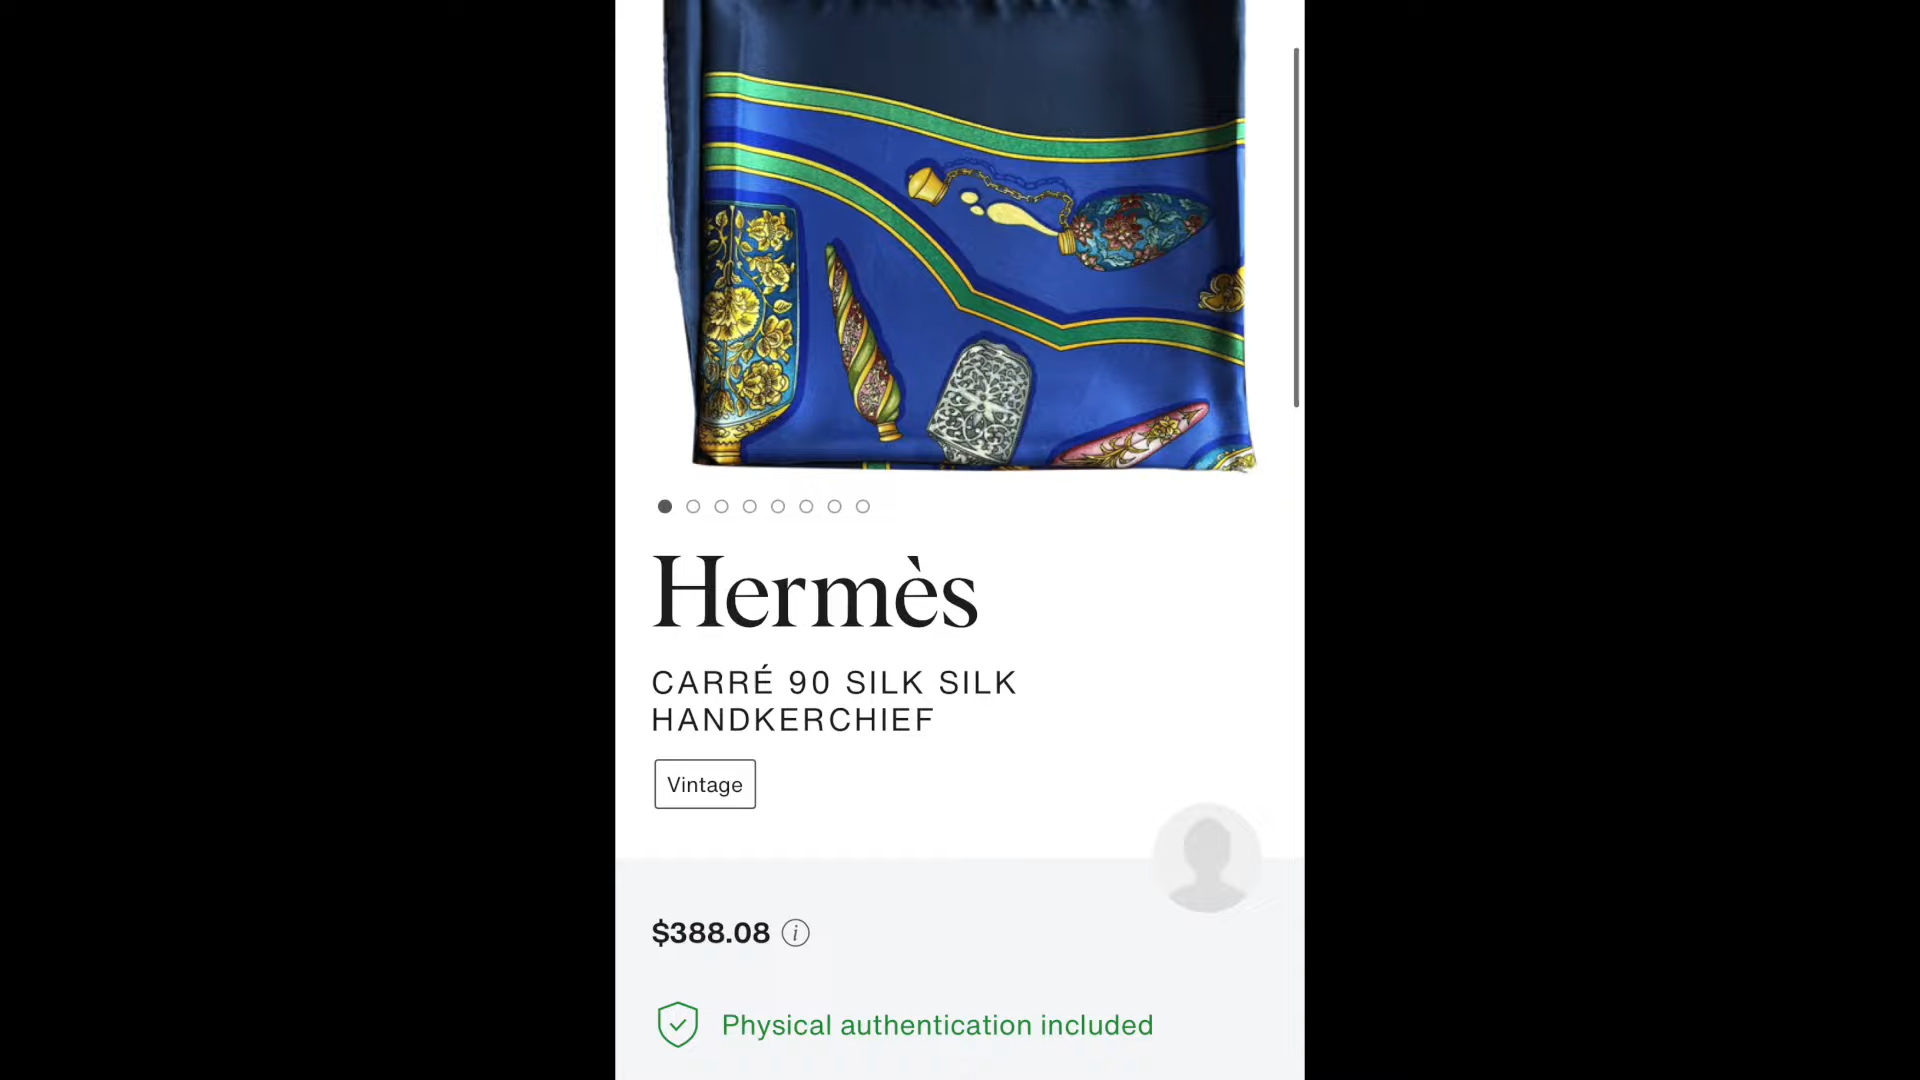 Hermès
CARRÉ 90 SILK SILK
HANDKERCHIEF
Vintage
$388.08 i
Physical authentication included